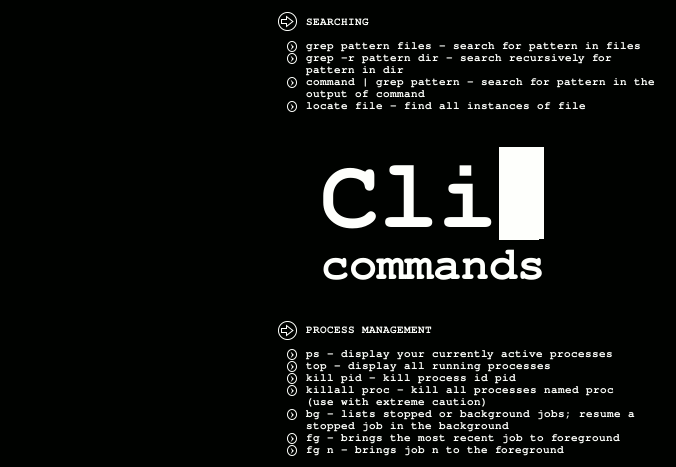 SEARCHING
grep pattern files - search for pattern in files
grep -r pattern dir - search recursively for
pattern in dir
command | grep pattern - search for pattern in the
output of command
locate file - find all instances of file
Cli
commands
PROCESS MANAGEMENT
ps - display your currently active processes
top - display all running processes
kill pid - kill process id pid
killall proc - kill all processes named proc
(use with extreme caution)
bg - lists stopped or background jobs; resume a
stopped job in the background
fg - brings the most recent job to foreground
fg n - brings job n to the foreground